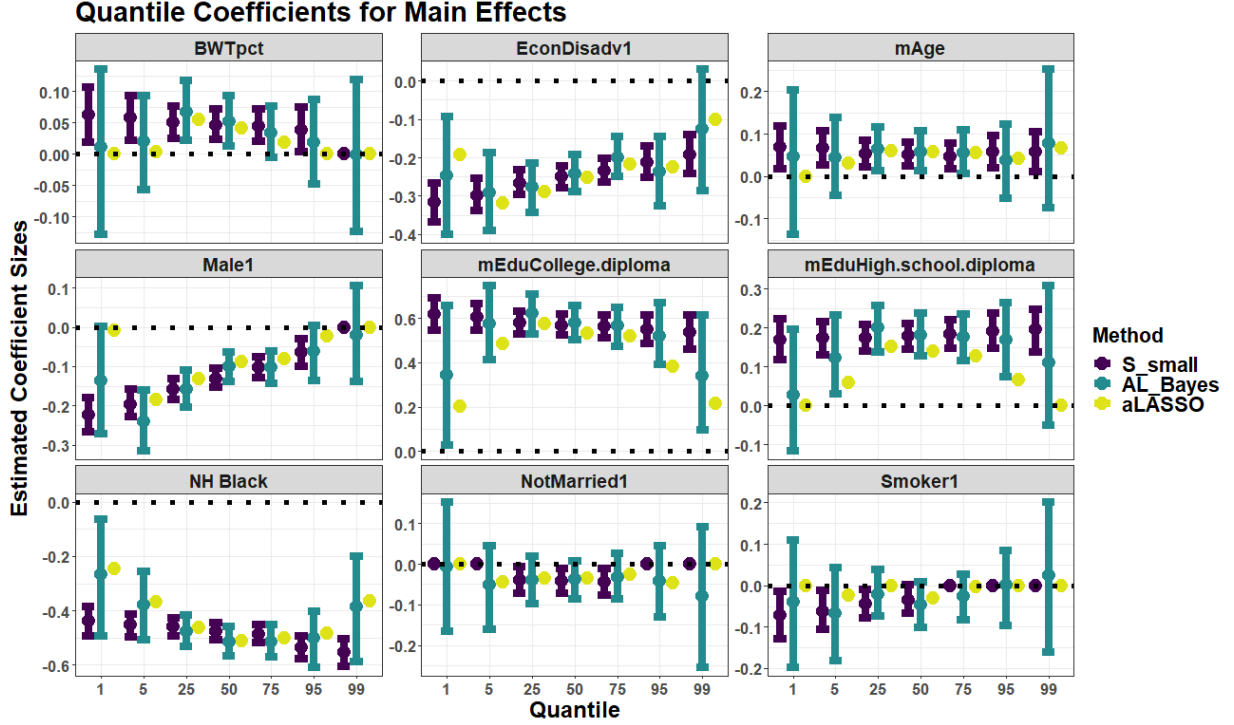 Quantile Coefficients for Main Effects
BWTpct
EconDisadv1
mAge
0.10
0.05
0.00
-0.05
-0.10
0.0
-0.1
-0.2
-0.3
-0.4
0.2
0.1
0.0
-0.1
Male1
mEduCollege.diploma
mEduHigh.school.diploma
0.1
0.0
-0.1
-0.2
-0.3
0.6
0.4
0.2
0.0
0.3
0.2
0.1
0.0
-0.1
NH Black
NotMarried1
Smoker1
0.0
-0.2
-0.4
-0.6
0.1
0.0
-0.1
-0.2
0.2
0.1
0.0
-0.1
-0.2
1 5 25 50 75 95 99
1 5 25 50 75 95 99
1 5 25 50 75 95 99
Quantile
Estimated Coefficient Sizes
Method
S_small
AL_Bayes
aLASSO